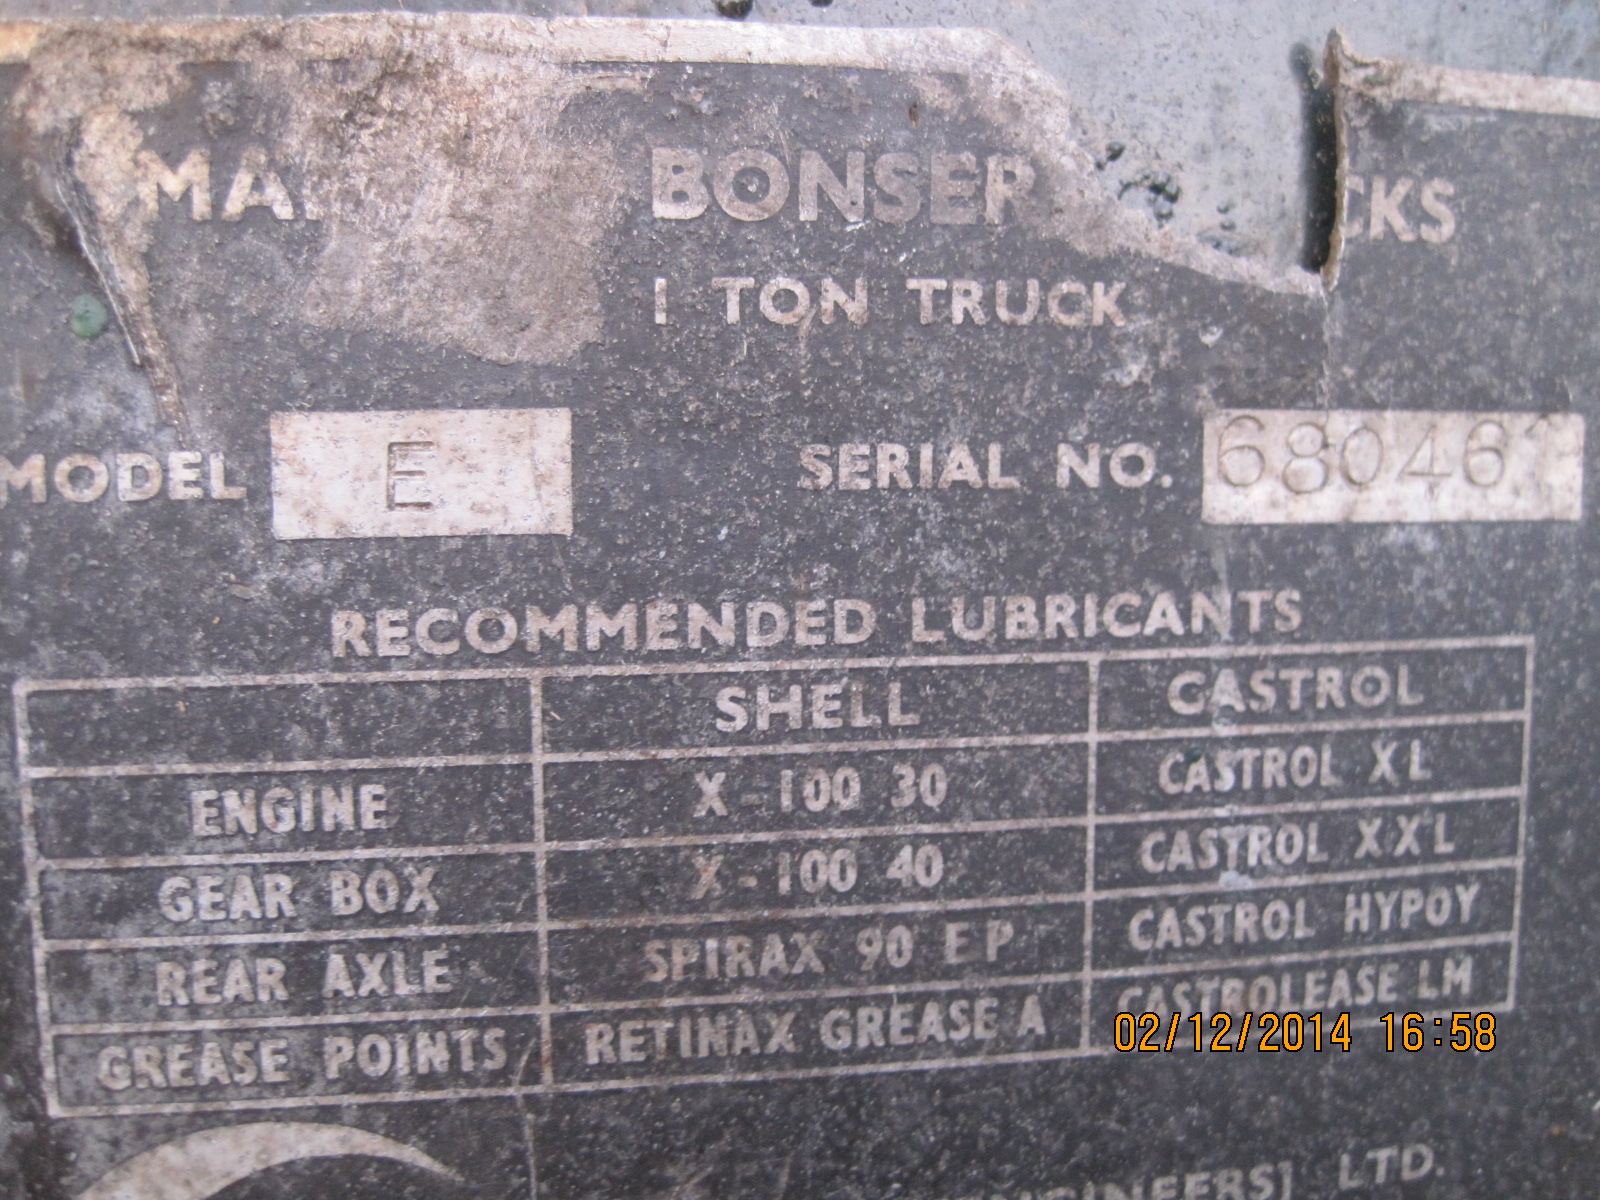 BONSER
1 TON TRUCK
MODEL E SERIAL NO. 680461
RECOMMENDED LUBRICANTS
SHELL CASTROL
ENGINE X-100 30 CASTROL XL
GEAR BOX X-100 40 CASTROL XXL
REAR AXLE SPIRAX 90 EP CASTROL HYPOY
GREASE POINTS RETINAX GREASE A CASTROLEASE LM
02/12/2014 16:58
LTD.